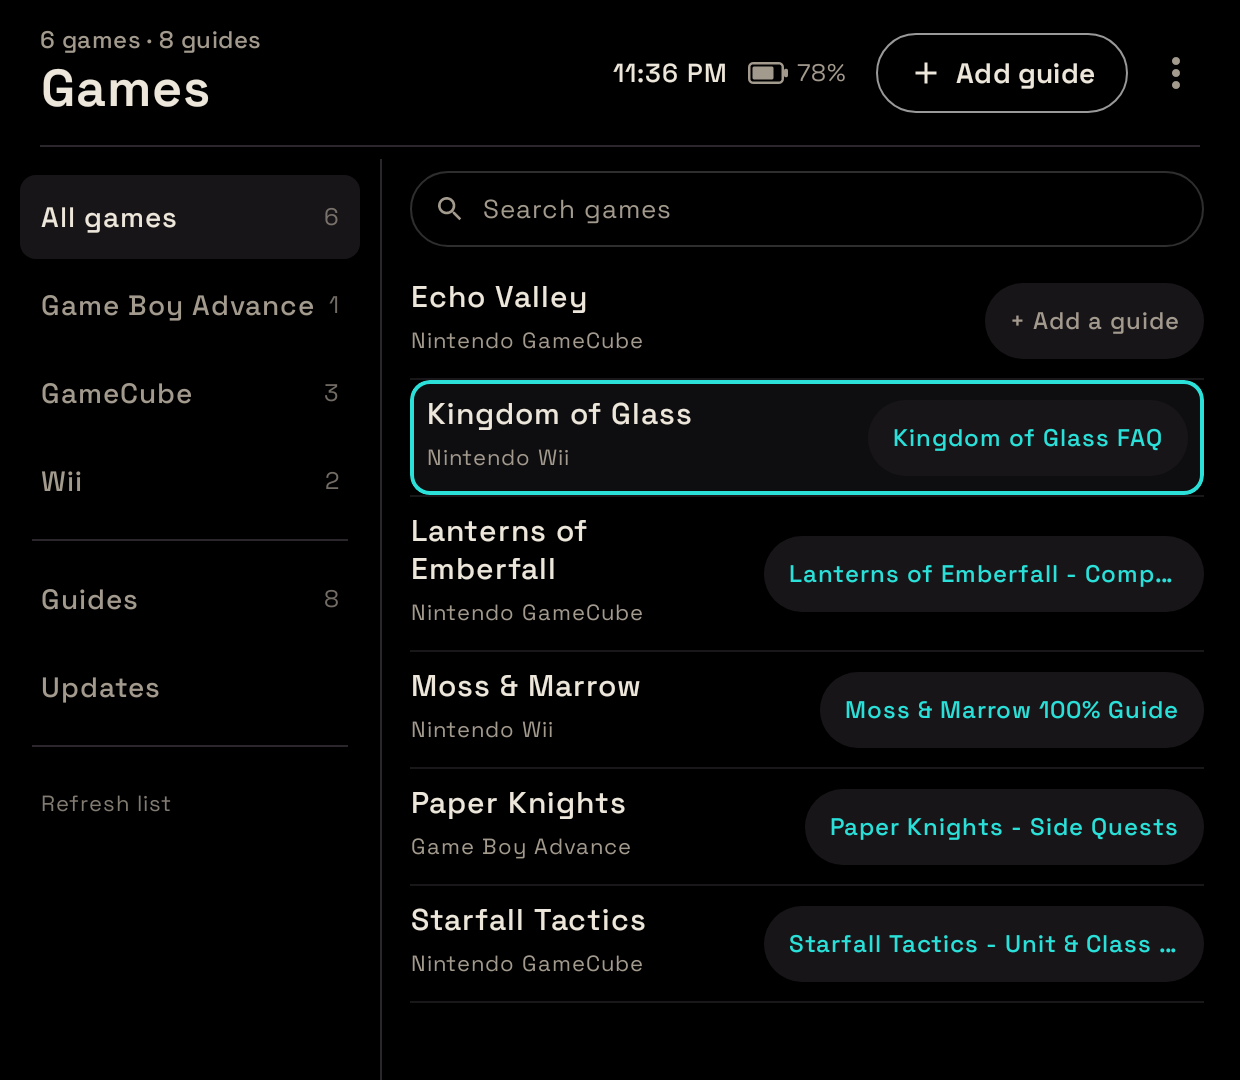 6 games · 8 guides
Games
11:36 PM
78%
+ Add guide
All games 6
Game Boy Advance 1
GameCube 3
Wii 2
Guides 8
Updates
Refresh list
Search games
Echo Valley
Nintendo GameCube
+ Add a guide
Kingdom of Glass
Nintendo Wii
Kingdom of Glass FAQ
Lanterns of
Emberfall
Nintendo GameCube
Lanterns of Emberfall - Comp…
Moss & Marrow
Nintendo Wii
Moss & Marrow 100% Guide
Paper Knights
Game Boy Advance
Paper Knights - Side Quests
Starfall Tactics
Nintendo GameCube
Starfall Tactics - Unit & Class …